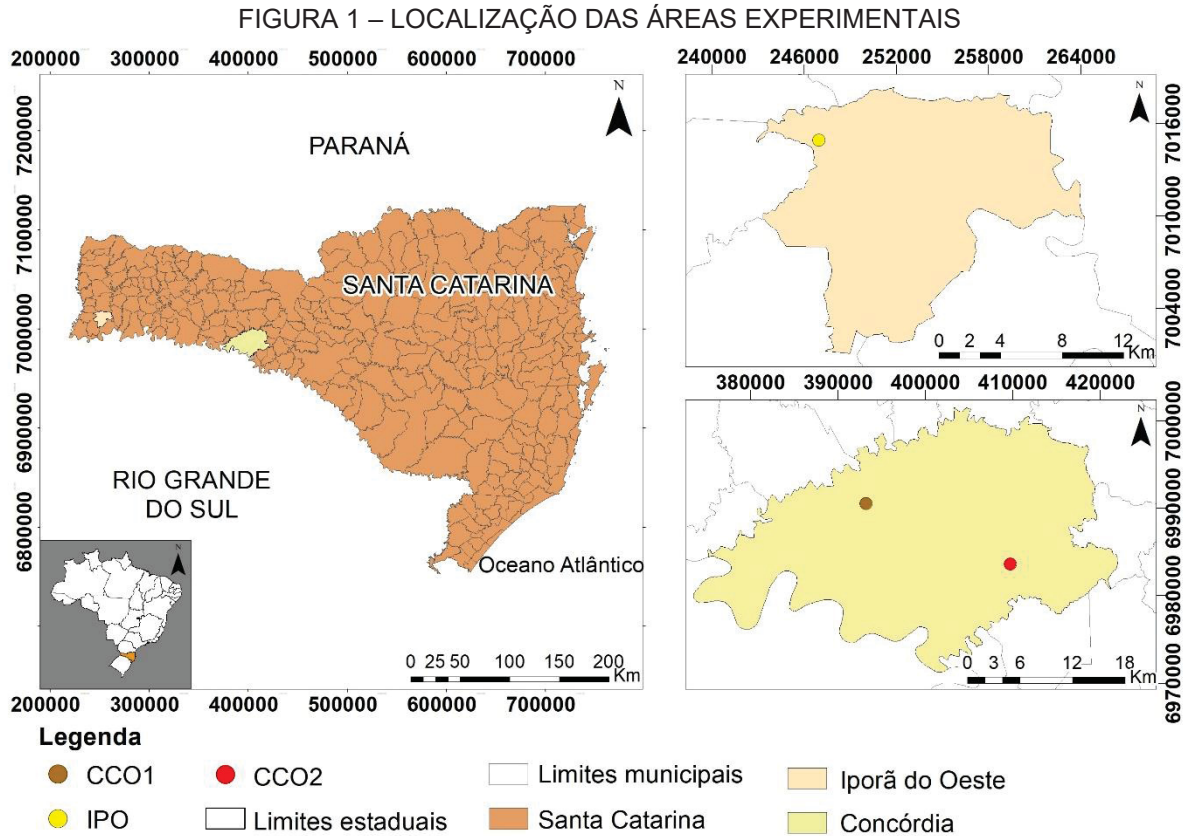 FIGURA 1 – LOCALIZAÇÃO DAS ÁREAS EXPERIMENTAIS
200000 300000 400000 500000 600000 700000
N
7200000
7100000
7000000
6900000
6800000
PARANÁ
SANTA CATARINA
RIO GRANDE
DO SUL
Oceano Atlântico
N
0 25 50 100 150 200
Km
200000 300000 400000 500000 600000 700000
240000 246000 252000 258000 264000
N
7016000
7010000
7004000
0 2 4 8 12
Km
380000 390000 400000 410000 420000
N
7000000
6990000
6980000
6970000
0 3 6 12 18
Km
Legenda
CCO1 CCO2 Limites municipais Iporã do Oeste
IPO Limites estaduais Santa Catarina Concórdia